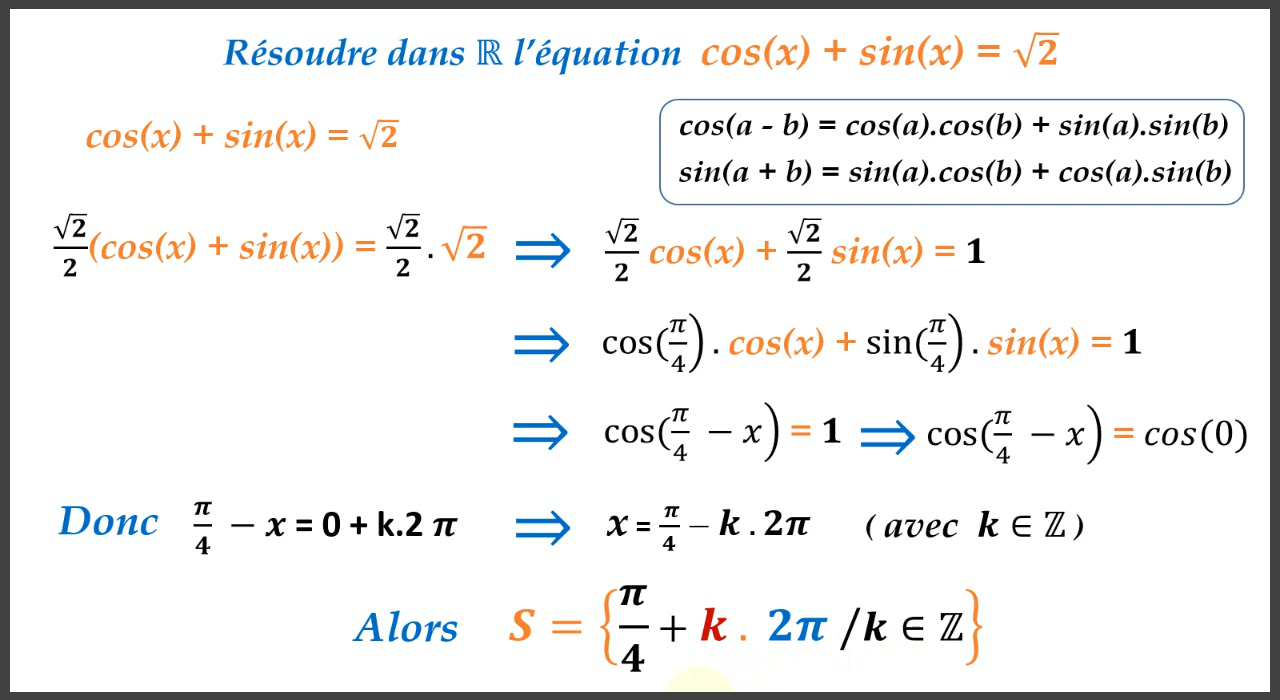 Résoudre dans ℝ l’équation cos(x) + sin(x) = √2
cos(x) + sin(x) = √2
cos(a - b) = cos(a).cos(b) + sin(a).sin(b)
sin(a + b) = sin(a).cos(b) + cos(a).sin(b)
√2/2 (cos(x) + sin(x)) = √2/2 . √2 ⟹ √2/2 cos(x) + √2/2 sin(x) = 1
⟹ cos(π/4) . cos(x) + sin(π/4) . sin(x) = 1
⟹ cos(π/4 − x) = 1 ⟹ cos(π/4 − x) = cos(0)
Donc π/4 − x = 0 + k.2 π ⟹ x = π/4 − k . 2π ( avec k ∈ ℤ )
Alors S = {π/4 + k . 2π /k ∈ ℤ}